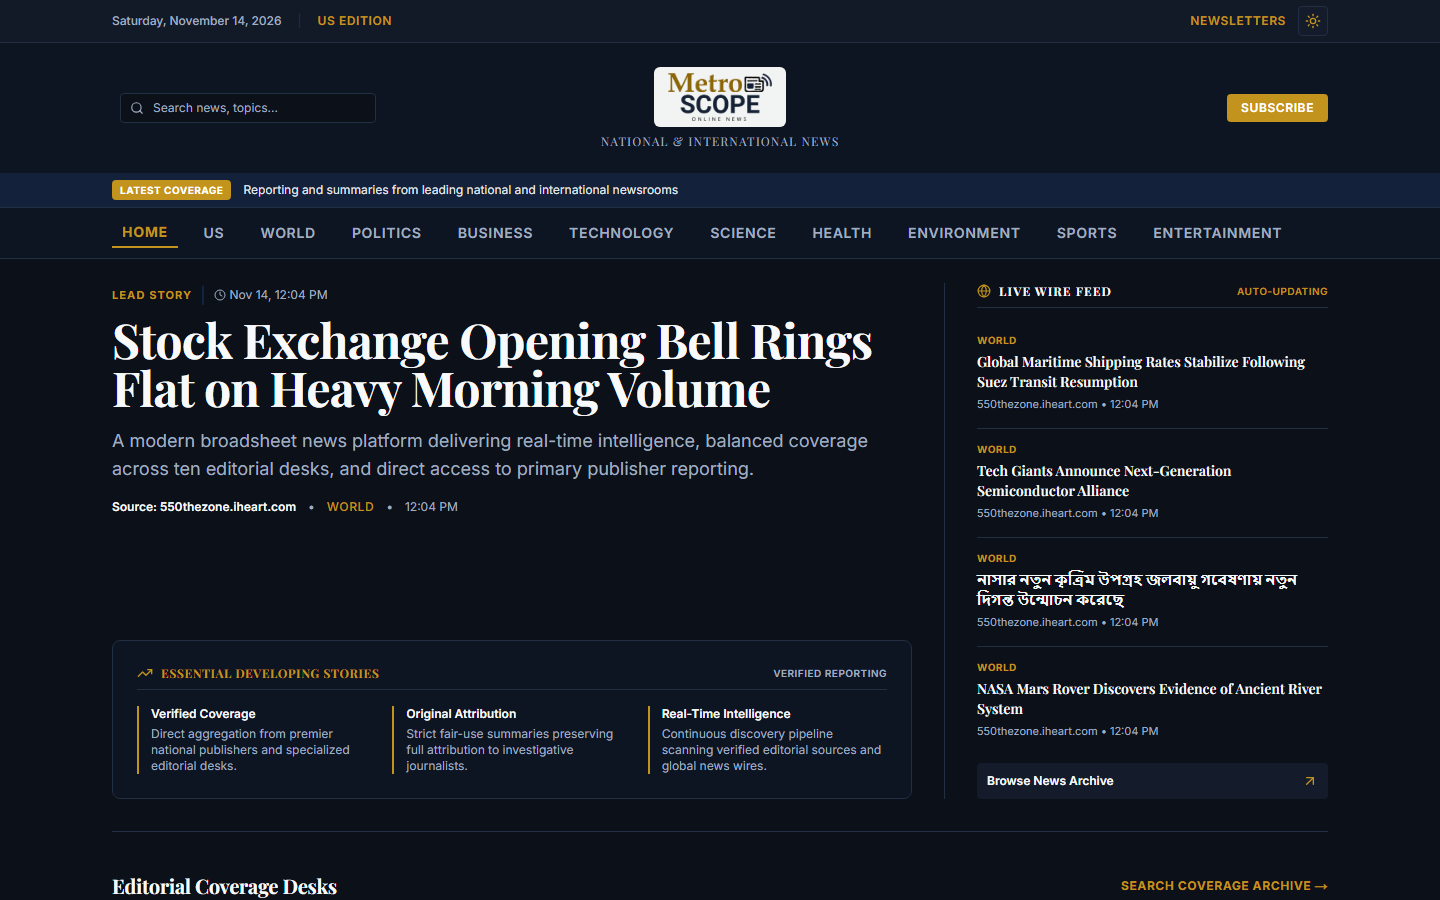 Saturday, November 14, 2026
US EDITION
NEWSLETTERS
Search news, topics...
Metro
SCOPE
ONLINE NEWS
NATIONAL & INTERNATIONAL NEWS
SUBSCRIBE
LATEST COVERAGE
Reporting and summaries from leading national and international newsrooms
HOME
US
WORLD
POLITICS
BUSINESS
TECHNOLOGY
SCIENCE
HEALTH
ENVIRONMENT
SPORTS
ENTERTAINMENT
LEAD STORY
Nov 14, 12:04 PM
Stock Exchange Opening Bell Rings
Flat on Heavy Morning Volume
A modern broadsheet news platform delivering real-time intelligence, balanced coverage
across ten editorial desks, and direct access to primary publisher reporting.
Source: 550thezone.iheart.com • WORLD • 12:04 PM
ESSENTIAL DEVELOPING STORIES
VERIFIED REPORTING
Verified Coverage
Direct aggregation from premier
national publishers and specialized
editorial desks.
Original Attribution
Strict fair-use summaries preserving
full attribution to investigative
journalists.
Real-Time Intelligence
Continuous discovery pipeline
scanning verified editorial sources and
global news wires.
LIVE WIRE FEED
AUTO-UPDATING
WORLD
Global Maritime Shipping Rates Stabilize Following
Suez Transit Resumption
550thezone.iheart.com • 12:04 PM
WORLD
Tech Giants Announce Next-Generation
Semiconductor Alliance
550thezone.iheart.com • 12:04 PM
WORLD
নাসার নতুন কৃত্রিম উপগ্রহ জলবায়ু গবেষণায় নতুন
দিগন্ত উন্মোচন করেছে
550thezone.iheart.com • 12:04 PM
WORLD
NASA Mars Rover Discovers Evidence of Ancient River
System
550thezone.iheart.com • 12:04 PM
Browse News Archive
Editorial Coverage Desks
SEARCH COVERAGE ARCHIVE →